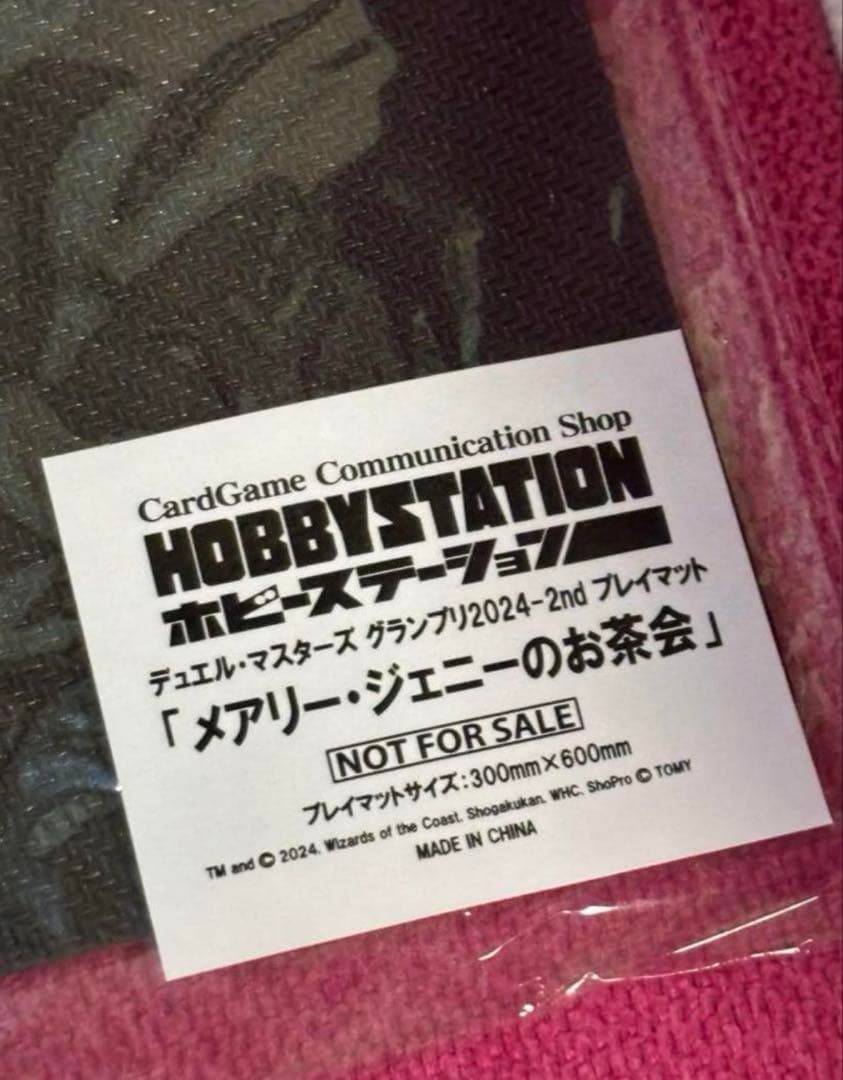 CardGame Communication Shop
HOBBYSTATION
ホビーステーション
デュエル・マスターズ グランプリ2024-2nd プレイマット
「メアリー・ジェニーのお茶会」
NOT FOR SALE
プレイマットサイズ:300mm×600mm
TM and © 2024. Wizards of the Coast. Shogakukan. WHC. ShoPro © TOMY
MADE IN CHINA